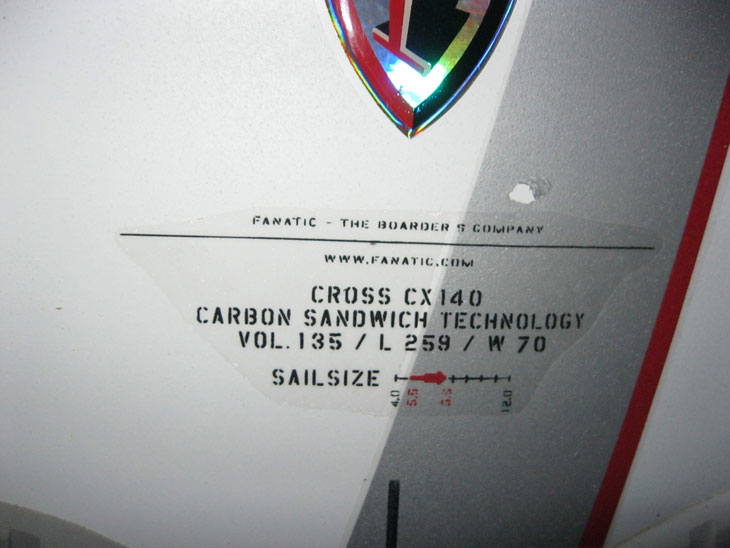 FANATIC - THE BOARDER'S COMPANY
WWW.FANATIC.COM
CROSS CX140
CARBON SANDWICH TECHNOLOGY
VOL.135 / L 259 / W 70
SAILSIZE
4.0 5.5 12.0